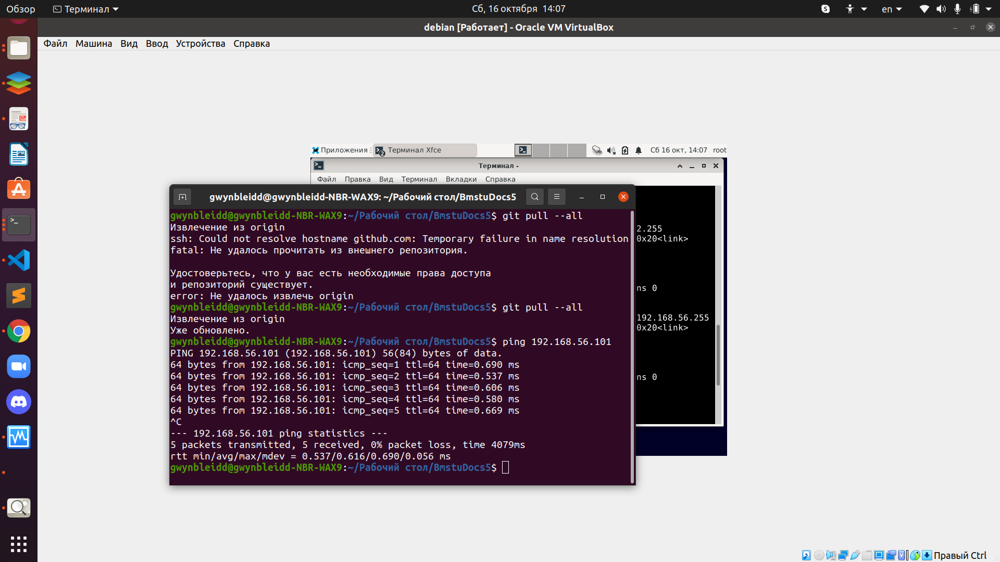 Обзор
Терминал
Сб, 16 октября 14:07
en
debian [Работает] - Oracle VM VirtualBox
Файл Машина Вид Ввод Устройства Справка
Приложения
2 Терминал Xfce
Сб 16 окт, 14:07 root
Терминал -
Файл Правка Вид Терминал Вкладки Справка
gwynbleidd@gwynbleidd-NBR-WAX9: ~/Рабочий стол/BmstuDocs5
gwynbleidd@gwynbleidd-NBR-WAX9:~/Рабочий стол/BmstuDocs5$ git pull --all
Извлечение из origin
ssh: Could not resolve hostname github.com: Temporary failure in name resolution
fatal: Не удалось прочитать из внешнего репозитория.
Удостоверьтесь, что у вас есть необходимые права доступа
и репозиторий существует.
error: Не удалось извлечь origin
gwynbleidd@gwynbleidd-NBR-WAX9:~/Рабочий стол/BmstuDocs5$ git pull --all
Извлечение из origin
Уже обновлено.
gwynbleidd@gwynbleidd-NBR-WAX9:~/Рабочий стол/BmstuDocs5$ ping 192.168.56.101
PING 192.168.56.101 (192.168.56.101) 56(84) bytes of data.
64 bytes from 192.168.56.101: icmp_seq=1 ttl=64 time=0.690 ms
64 bytes from 192.168.56.101: icmp_seq=2 ttl=64 time=0.537 ms
64 bytes from 192.168.56.101: icmp_seq=3 ttl=64 time=0.606 ms
64 bytes from 192.168.56.101: icmp_seq=4 ttl=64 time=0.580 ms
64 bytes from 192.168.56.101: icmp_seq=5 ttl=64 time=0.669 ms
^C
--- 192.168.56.101 ping statistics ---
5 packets transmitted, 5 received, 0% packet loss, time 4079ms
rtt min/avg/max/mdev = 0.537/0.616/0.690/0.056 ms
gwynbleidd@gwynbleidd-NBR-WAX9:~/Рабочий стол/BmstuDocs5$
2.255
0x20<link>
ns 0
192.168.56.255
0x20<link>
ns 0
Правый Ctrl